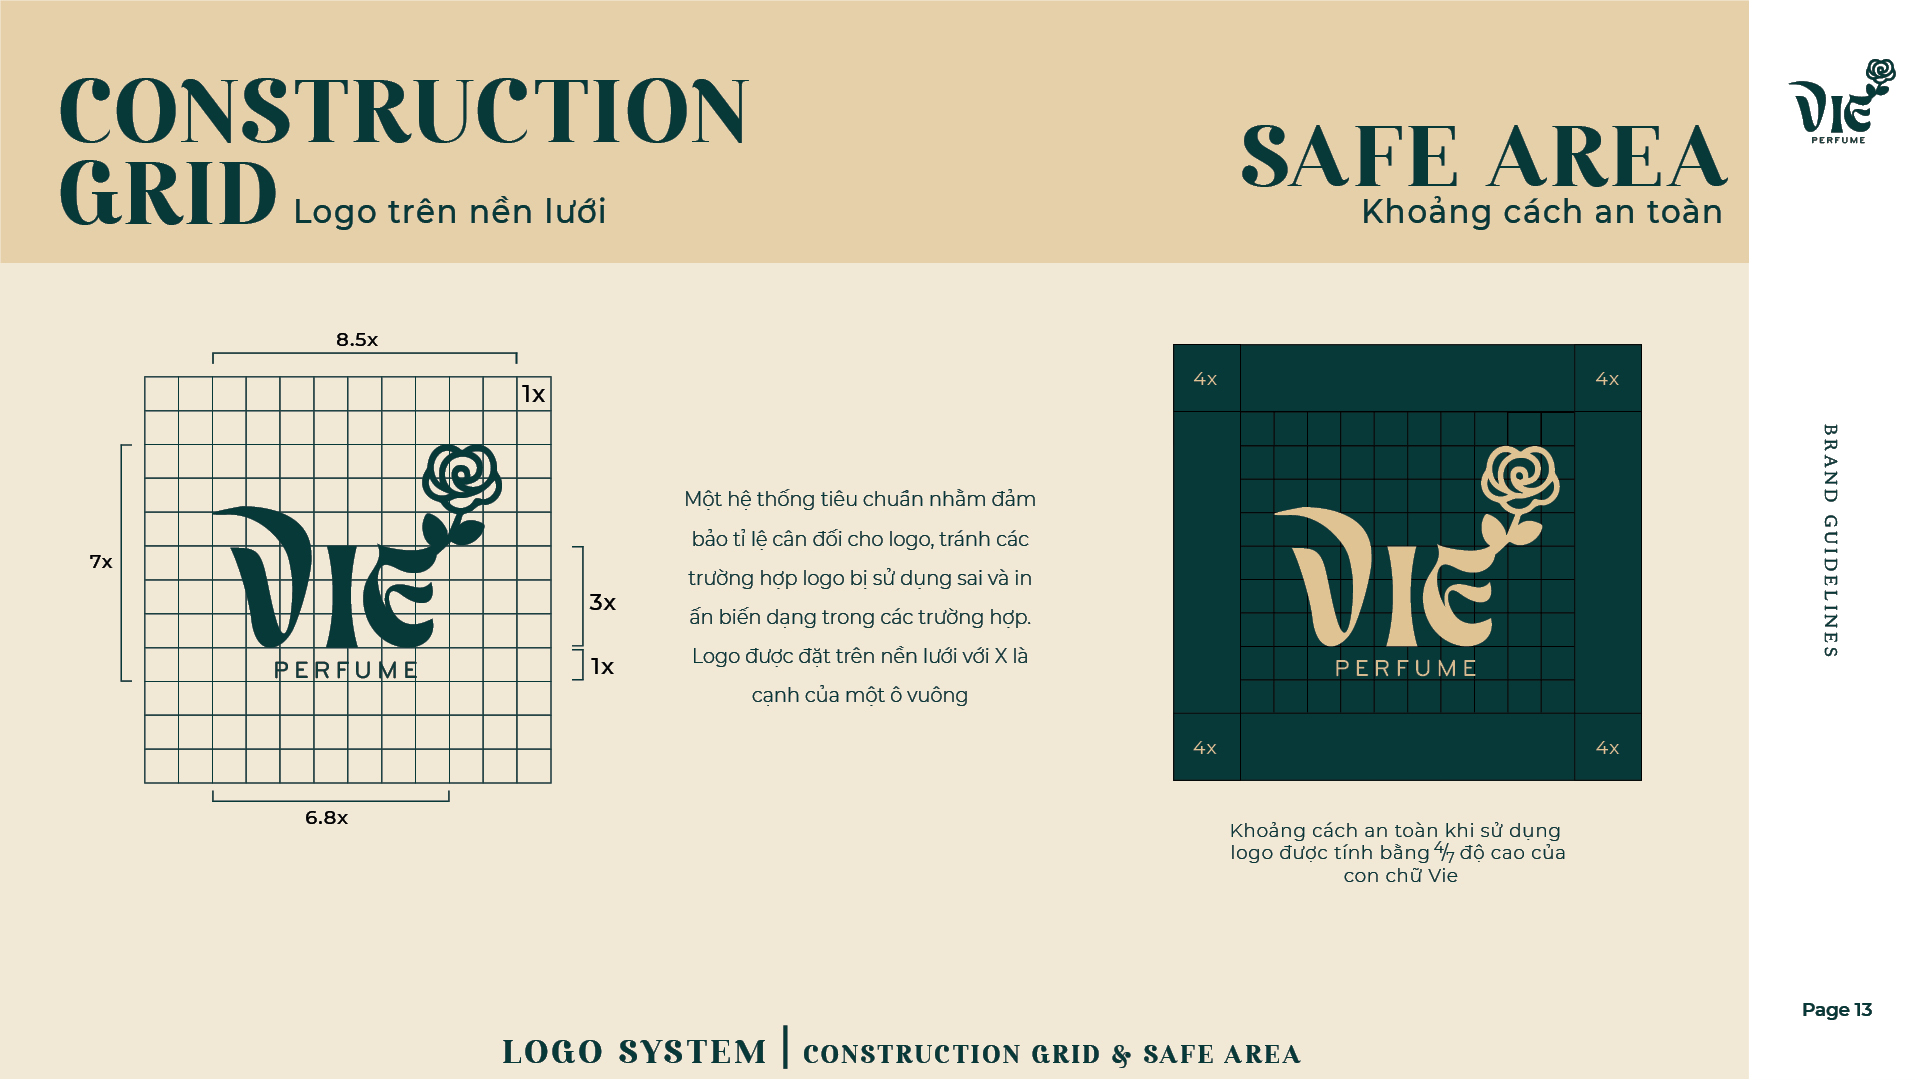 CONSTRUCTION
GRID Logo trên nền lưới
SAFE AREA
Khoảng cách an toàn
VIE
PERFUME
8.5x
1x
7x
3x
1x
6.8x
VIE
PERFUME
Một hệ thống tiêu chuẩn nhằm đảm
bảo tỉ lệ cân đối cho logo, tránh các
trường hợp logo bị sử dụng sai và in
ấn biến dạng trong các trường hợp.
Logo được đặt trên nền lưới với X là
cạnh của một ô vuông
4x
4x
VIE
PERFUME
4x
4x
Khoảng cách an toàn khi sử dụng
logo được tính bằng 4/7 độ cao của
con chữ Vie
BRAND GUIDELINES
Page 13
LOGO SYSTEM | CONSTRUCTION GRID & SAFE AREA